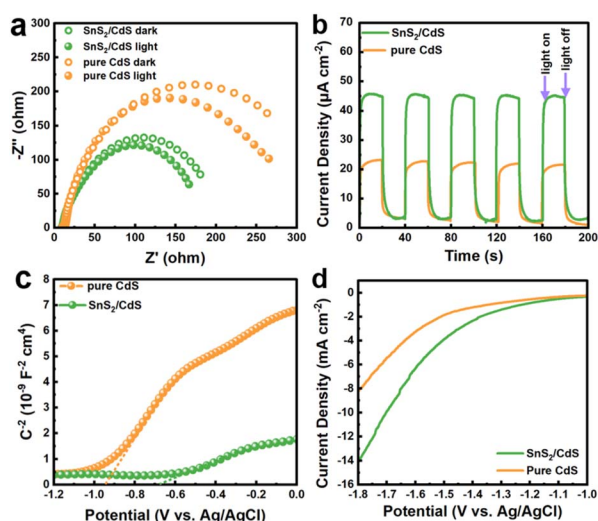 a
SnS2/CdS dark
SnS2/CdS light
pure CdS dark
pure CdS light
-Z'' (ohm)
300
250
200
150
100
50
0
0 50 100 150 200 250 300
Z' (ohm)
b
SnS2/CdS
pure CdS
light on
light off
Current Density (μA cm-2)
80
70
60
50
40
30
20
10
0
0 40 80 120 160 200
Time (s)
c
pure CdS
SnS2/CdS
C-2 (10-9 F-2 cm4)
8
7
6
5
4
3
2
1
0
-1.2 -1.0 -0.8 -0.6 -0.4 -0.2 0.0
Potential (V vs. Ag/AgCl)
d
Current Density (mA cm-2)
0
-2
-4
-6
-8
-10
-12
-14
-16
SnS2/CdS
Pure CdS
-1.8 -1.7 -1.6 -1.5 -1.4 -1.3 -1.2 -1.1 -1.0
Potential (V vs. Ag/AgCl)